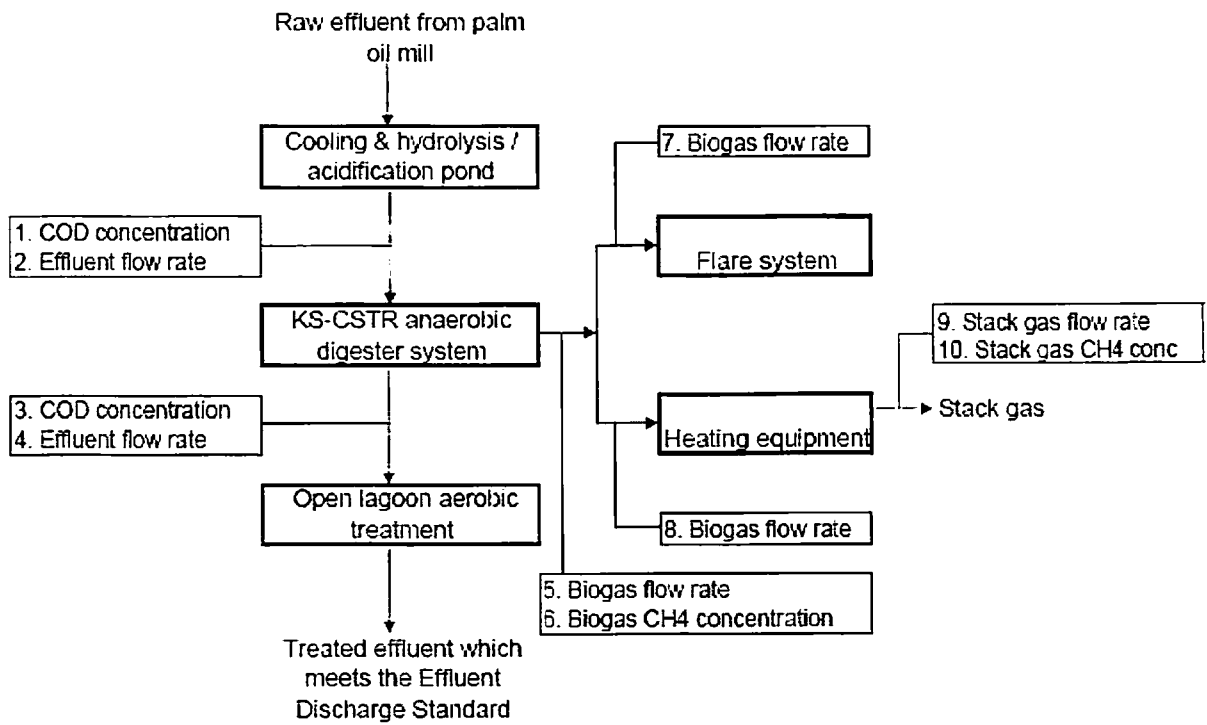 Raw effluent from palm
oil mill
Cooling & hydrolysis /
acidification pond
7. Biogas flow rate
1. COD concentration
2. Effluent flow rate
Flare system
KS-CSTR anaerobic
digester system
9. Stack gas flow rate
10. Stack gas CH4 conc
Stack gas
3. COD concentration
4. Effluent flow rate
Heating equipment
Open lagoon aerobic
treatment
8. Biogas flow rate
5. Biogas flow rate
6. Biogas CH4 concentration
Treated effluent which
meets the Effluent
Discharge Standard